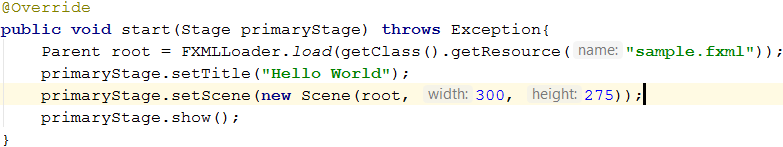 @Override
public void start(Stage primaryStage) throws Exception{
    Parent root = FXMLLoader.load(getClass().getResource( name: "sample.fxml"));
    primaryStage.setTitle("Hello World");
    primaryStage.setScene(new Scene(root, width: 300, height: 275));
    primaryStage.show();
}